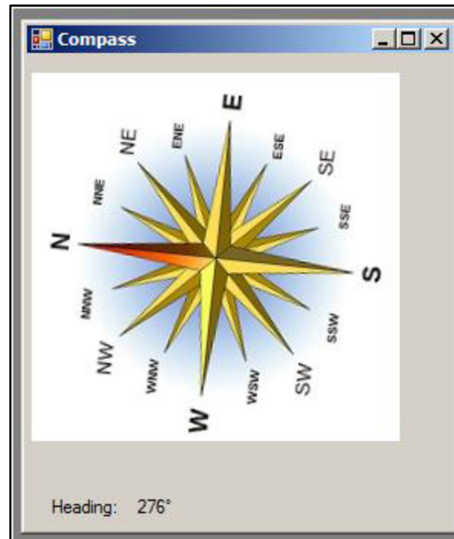 Compass
E
NE
ENE
ESE
SE
NNE
SSE
N
S
NNW
SSW
NW
WNW
WSW
SW
W
Heading: 276°